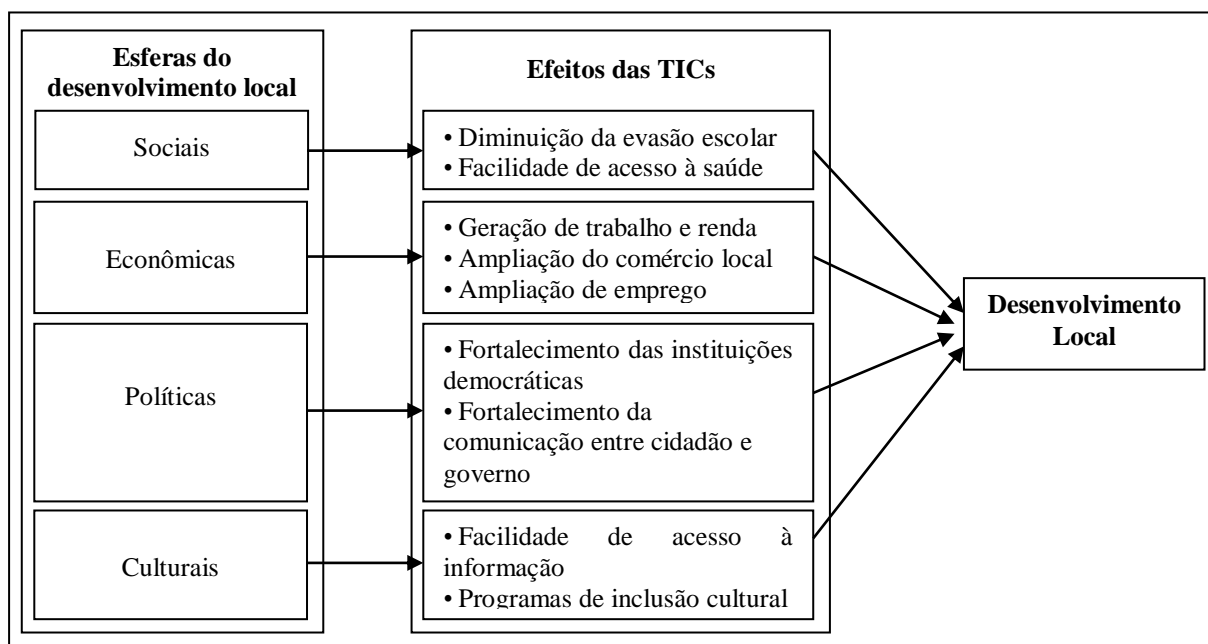 Esferas do
desenvolvimento local
Sociais
Econômicas
Políticas
Culturais
Efeitos das TICs
• Diminuição da evasão escolar
• Facilidade de acesso à saúde
• Geração de trabalho e renda
• Ampliação do comércio local
• Ampliação de emprego
• Fortalecimento das instituições
democráticas
• Fortalecimento da
comunicação entre cidadão e
governo
• Facilidade de acesso à
informação
• Programas de inclusão cultural
Desenvolvimento
Local